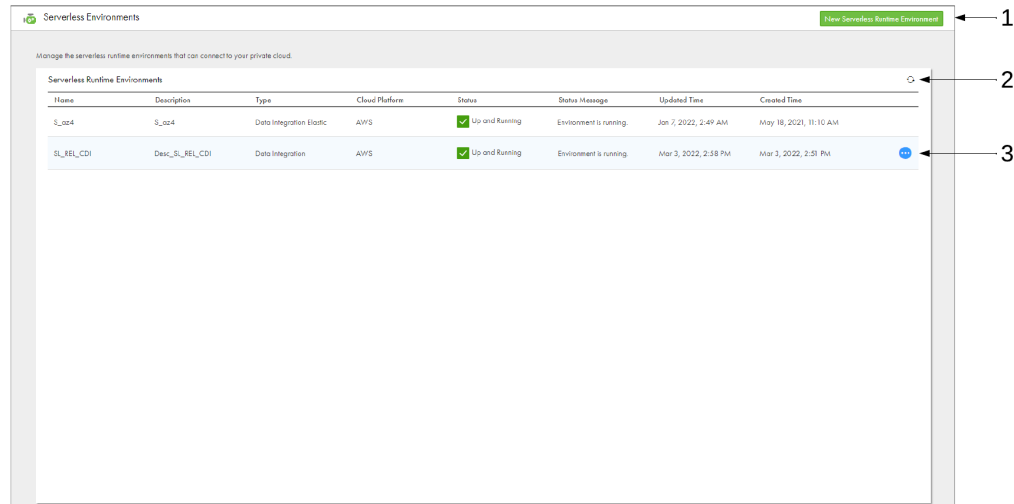 Serverless Environments
New Serverless Runtime Environment
1
Manage the serverless runtime environments that can connect to your private cloud.
Serverless Runtime Environments
2
Name Description Type Cloud Platform Status Status Message Updated Time Created Time
S_az4 S_az4 Data Integration Elastic AWS Up and Running Environment is running. Jan 7, 2022, 2:49 AM May 18, 2021, 11:10 AM
SL_REL_CDI Desc_SL_REL_CDI Data Integration AWS Up and Running Environment is running. Mar 3, 2022, 2:58 PM Mar 3, 2022, 2:51 PM
3